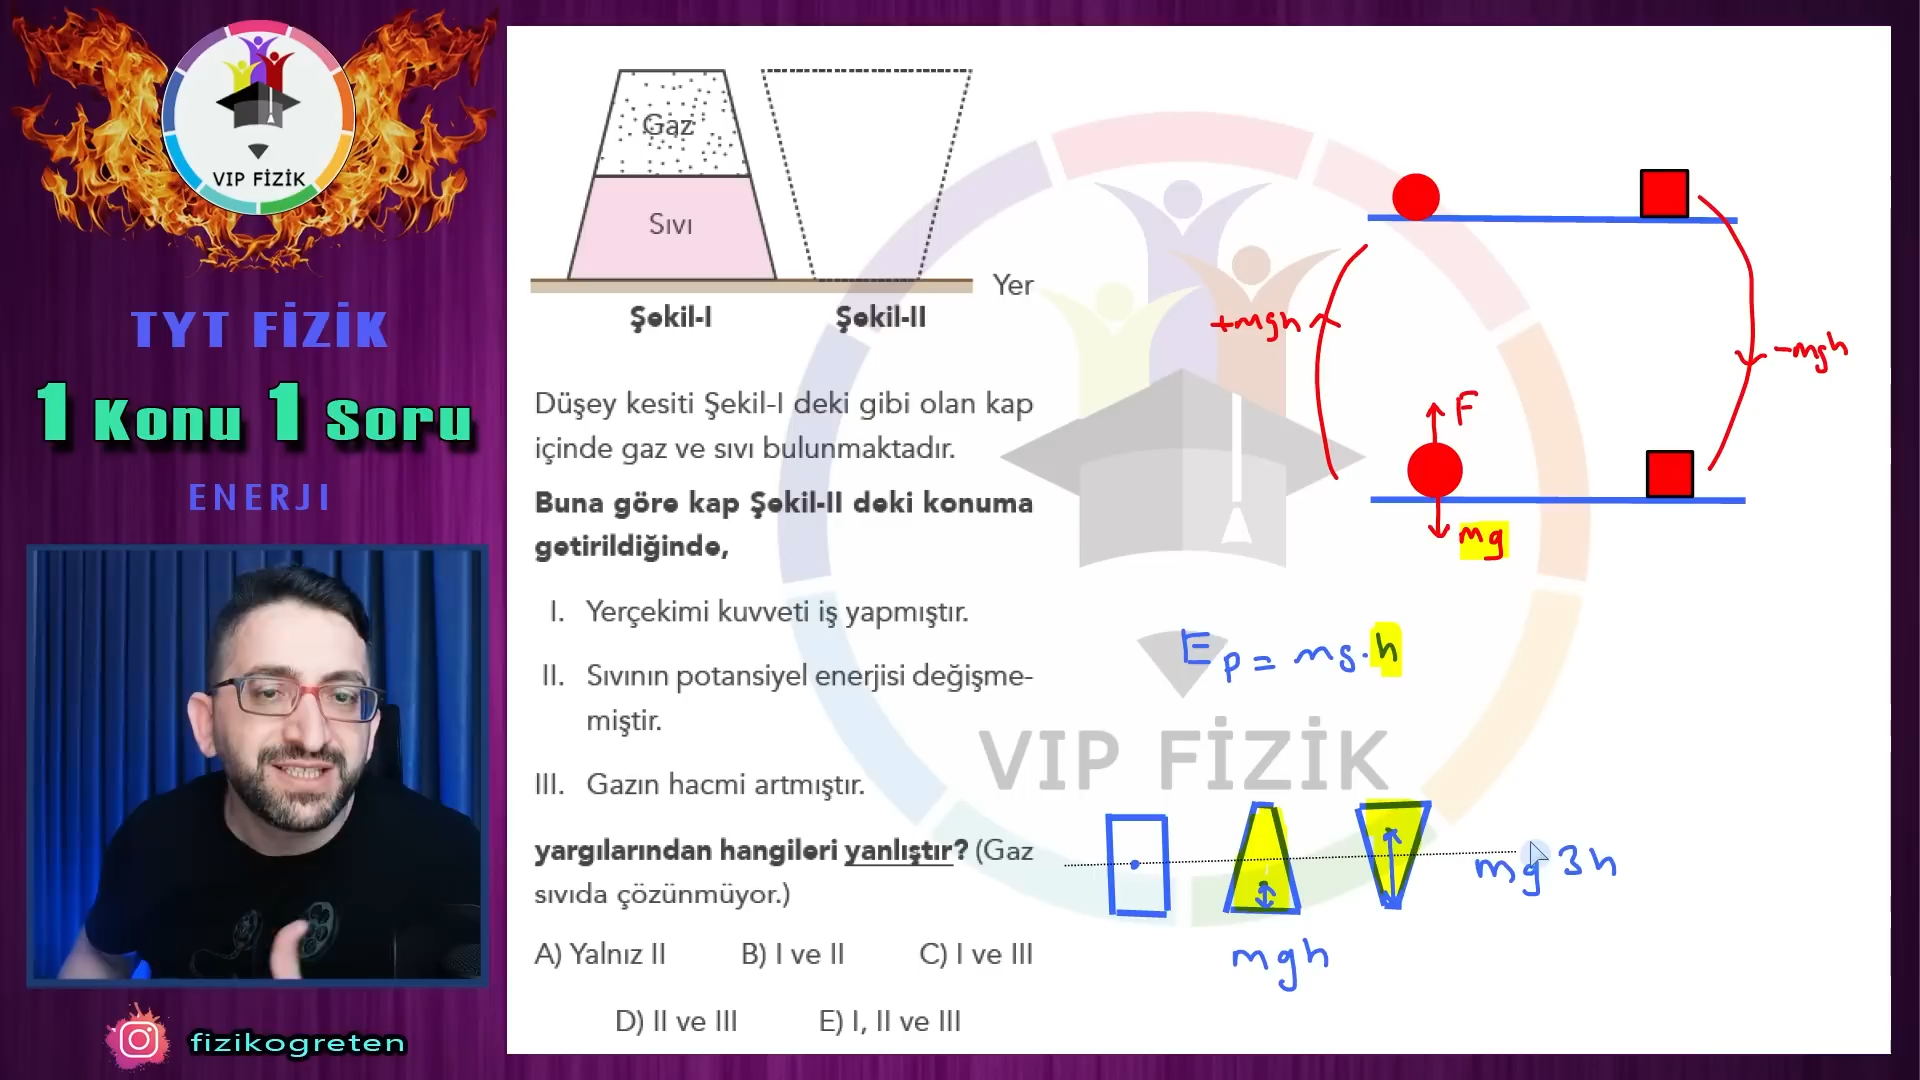 VIP FİZİK
TYT FİZİK
1 Konu 1 Soru
ENERJI
fizikogreten
Gaz
Sıvı
Yer
Şekil-I
Şekil-II
Düşey kesiti Şekil-I deki gibi olan kap
içinde gaz ve sıvı bulunmaktadır.
Buna göre kap Şekil-II deki konuma
getirildiğinde,
I. Yerçekimi kuvveti iş yapmıştır.
II. Sıvının potansiyel enerjisi değişme-
miştir.
III. Gazın hacmi artmıştır.
yargılarından hangileri yanlıştır? (Gaz
sıvıda çözünmüyor.)
A) Yalnız II B) I ve II C) I ve III
D) II ve III E) I, II ve III
+mgh
-mgh
F
mg
Ep = mg.h
VIP FİZİK
mg3h
mgh